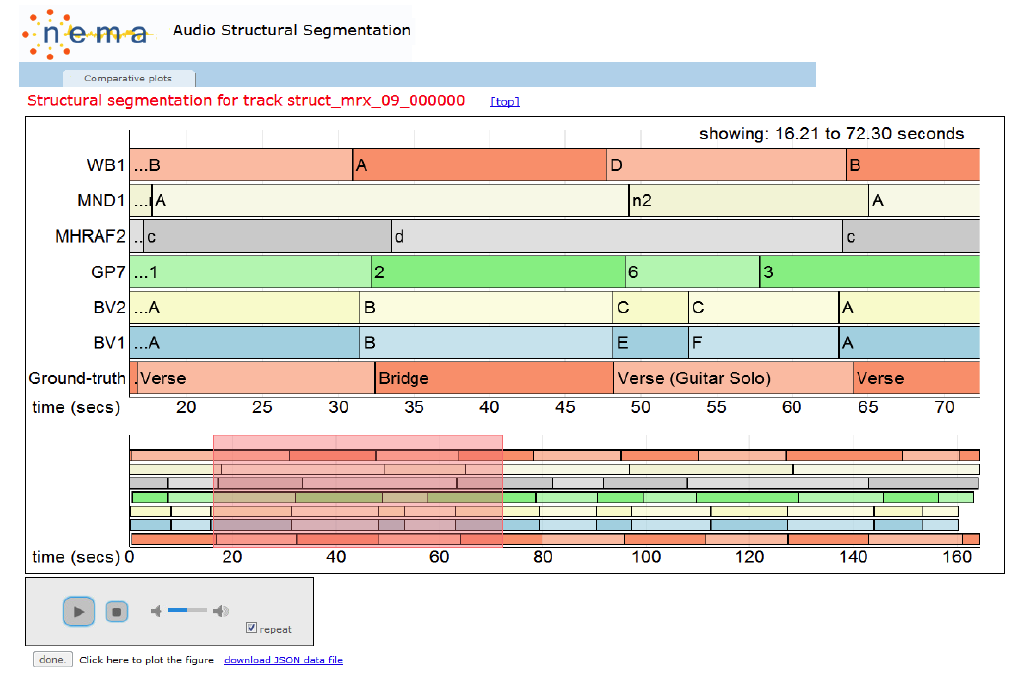 nema Audio Structural Segmentation
Comparative plots
Structural segmentation for track struct_mrx_09_000000 [top]
showing: 16.21 to 72.30 seconds
WB1 ...B A D B
MND1 ... A n2 A
MHRAF2 .. c d c
GP7 ...1 2 6 3
BV2 ...A B C C A
BV1 ...A B E F A
Ground-truth . Verse Bridge Verse (Guitar Solo) Verse
time (secs) 20 25 30 35 40 45 50 55 60 65 70
time (secs) 0 20 40 60 80 100 120 140 160
repeat
done. Click here to plot the figure download JSON data file